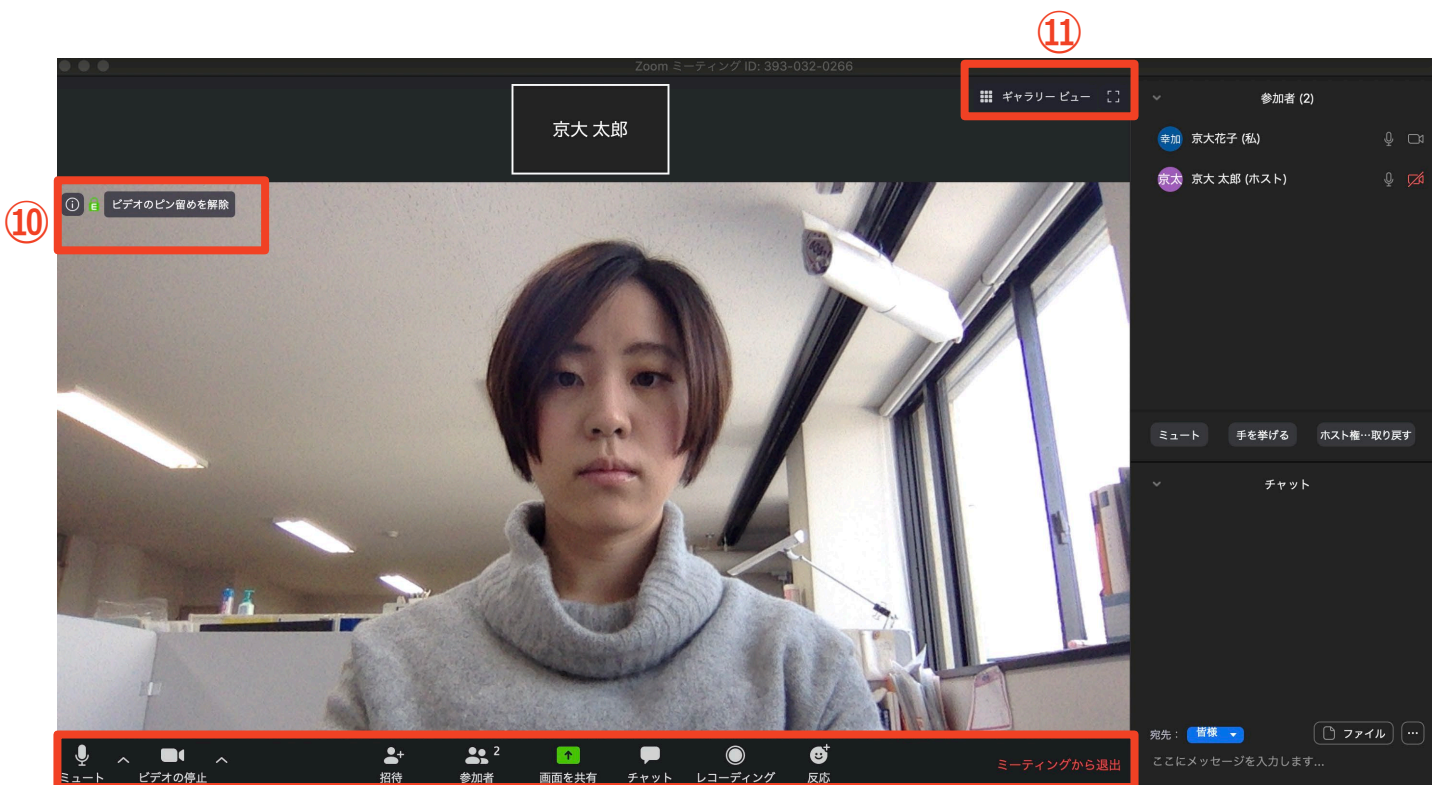 ⑪
Zoom ミーティング ID: 393-032-0266
ギャラリー ビュー
京大 太郎
参加者 (2)
幸加 京大花子 (私)
京太 京大 太郎 (ホスト)
⑩
E ビデオのピン留めを解除
ミュート 手を挙げる ホスト権…取り戻す
チャット
宛先： 皆様 ファイル …
ここにメッセージを入力します...
2
ミュート ビデオの停止 招待 参加者 画面を共有 チャット レコーディング 反応 ミーティングから退出